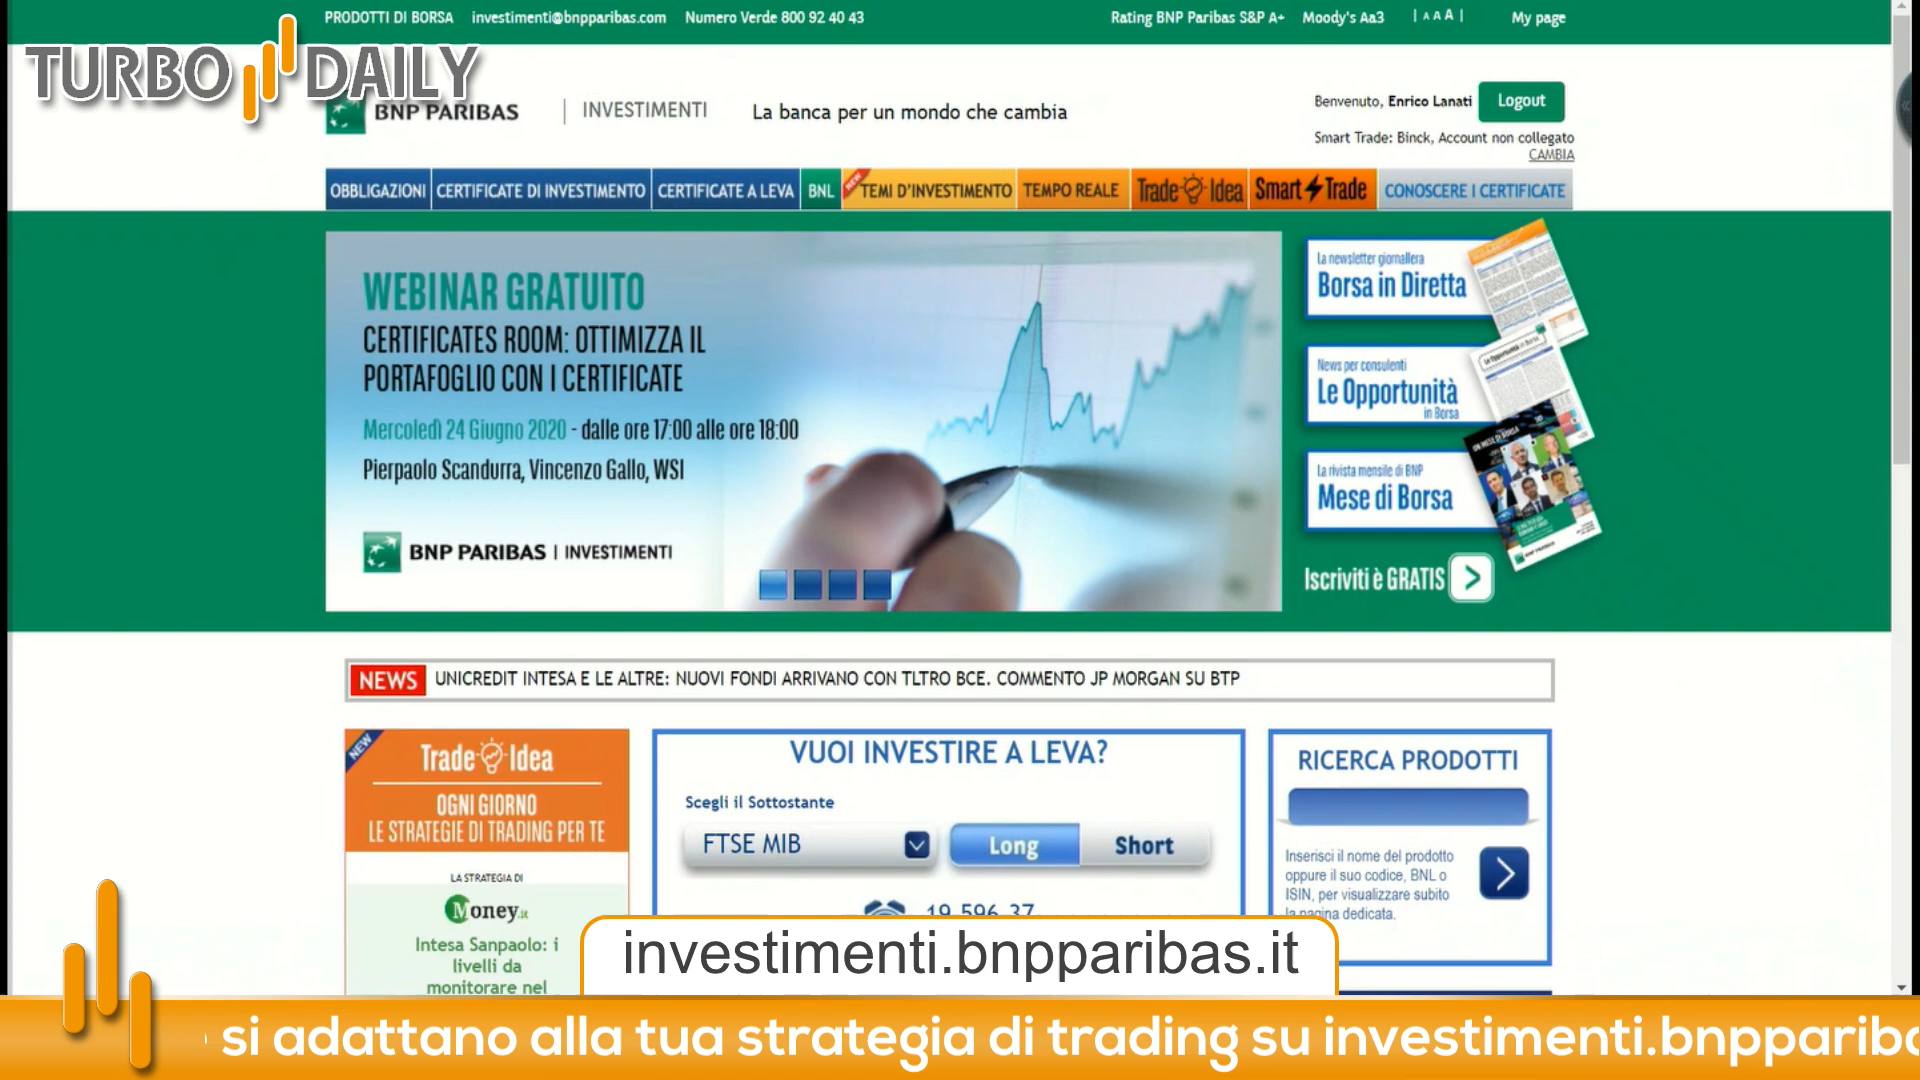 PRODOTTI DI BORSA investimenti@bnpparibas.com Numero Verde 800 92 40 43 Rating BNP Paribas S&P A+ Moody's Aa3 | A A A | My page
TURBO DAILY
BNP PARIBAS | INVESTIMENTI La banca per un mondo che cambia
Benvenuto, Enrico Lanati Logout
Smart Trade: Binck, Account non collegato
CAMBIA
OBBLIGAZIONI CERTIFICATE DI INVESTIMENTO CERTIFICATE A LEVA BNL NEW TEMI D'INVESTIMENTO TEMPO REALE Trade Idea Smart Trade CONOSCERE I CERTIFICATE
WEBINAR GRATUITO
CERTIFICATES ROOM: OTTIMIZZA IL
PORTAFOGLIO CON I CERTIFICATE
Mercoledì 24 Giugno 2020 - dalle ore 17:00 alle ore 18:00
Pierpaolo Scandurra, Vincenzo Gallo, WSI
BNP PARIBAS | INVESTIMENTI
La newsletter giornaliera
Borsa in Diretta
News per consulenti
Le Opportunità
in Borsa
La rivista mensile di BNP
Mese di Borsa
Iscriviti è GRATIS
NEWS UNICREDIT INTESA E LE ALTRE: NUOVI FONDI ARRIVANO CON TLTRO BCE. COMMENTO JP MORGAN SU BTP
NEW
Trade Idea
OGNI GIORNO
LE STRATEGIE DI TRADING PER TE
LA STRATEGIA DI
Money.it
Intesa Sanpaolo: i
livelli da
monitorare nel
VUOI INVESTIRE A LEVA?
Scegli il Sottostante
FTSE MIB Long Short
19.596,37
RICERCA PRODOTTI
Inserisci il nome del prodotto
oppure il suo codice, BNL o
ISIN, per visualizzare subito
la pagina dedicata.
investimenti.bnpparibas.it
si adattano alla tua strategia di trading su investimenti.bnppariba